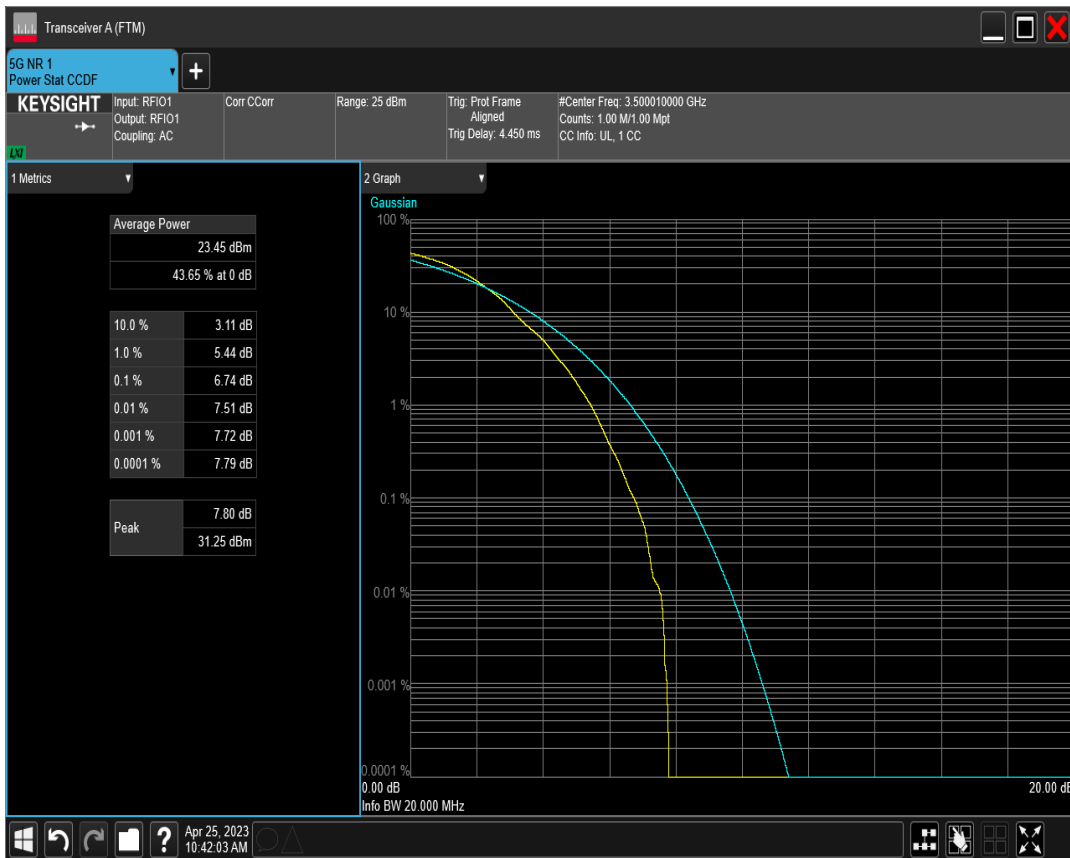 Transceiver A (FTM)
5G NR 1
Power Stat CCDF
+
KEYSIGHT
LXI
Input: RFIO1
Output: RFIO1
Coupling: AC
Corr CCorr
Range: 25 dBm
Trig: Prot Frame
Aligned
Trig Delay: 4.450 ms
#Center Freq: 3.500010000 GHz
Counts: 1.00 M/1.00 Mpt
CC Info: UL, 1 CC
1 Metrics
Average Power
23.45 dBm
43.65 % at 0 dB
10.0 % 3.11 dB
1.0 % 5.44 dB
0.1 % 6.74 dB
0.01 % 7.51 dB
0.001 % 7.72 dB
0.0001 % 7.79 dB
Peak
7.80 dB
31.25 dBm
2 Graph
Gaussian
100 %
10 %
1 %
0.1 %
0.01 %
0.001 %
0.0001 %
0.00 dB 20.00 dB
Info BW 20.000 MHz
?
Apr 25, 2023
10:42:03 AM